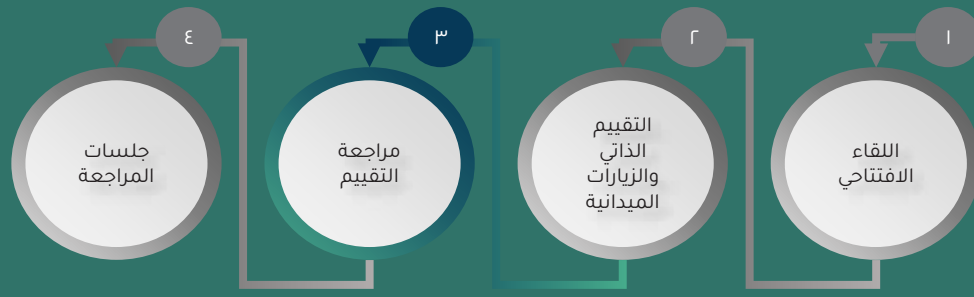 ١
اللقاء
الافتتاحي
٢
التقييم
الذاتي
والزيارات
الميدانية
٣
مراجعة
التقييم
٤
جلسات
المراجعة